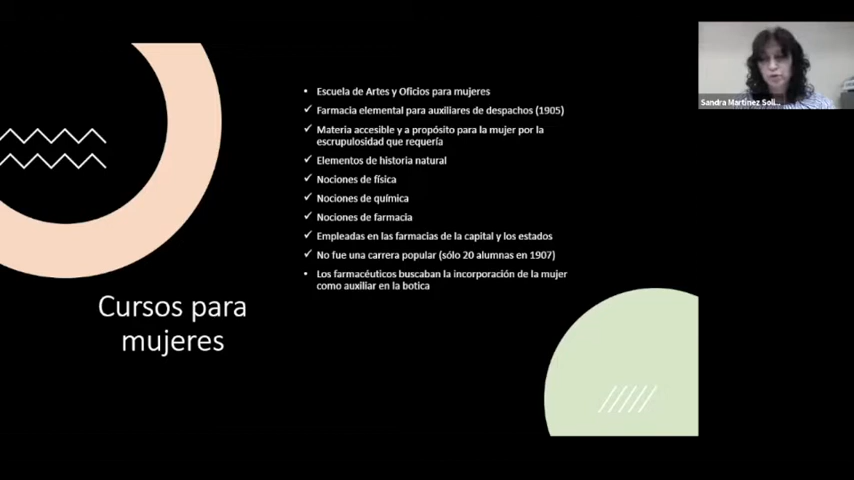 • Escuela de Artes y Oficios para mujeres
✓ Farmacia elemental para auxiliares de despachos (1905)
✓ Materia accesible y a propósito para la mujer por la
escrupulosidad que requería
✓ Elementos de historia natural
✓ Nociones de física
✓ Nociones de química
✓ Nociones de farmacia
✓ Empleadas en las farmacias de la capital y los estados
✓ No fue una carrera popular (sólo 20 alumnas en 1907)
• Los farmacéuticos buscaban la incorporación de la mujer
como auxiliar en la botica
Cursos para
mujeres
Sandra Martínez Solí...